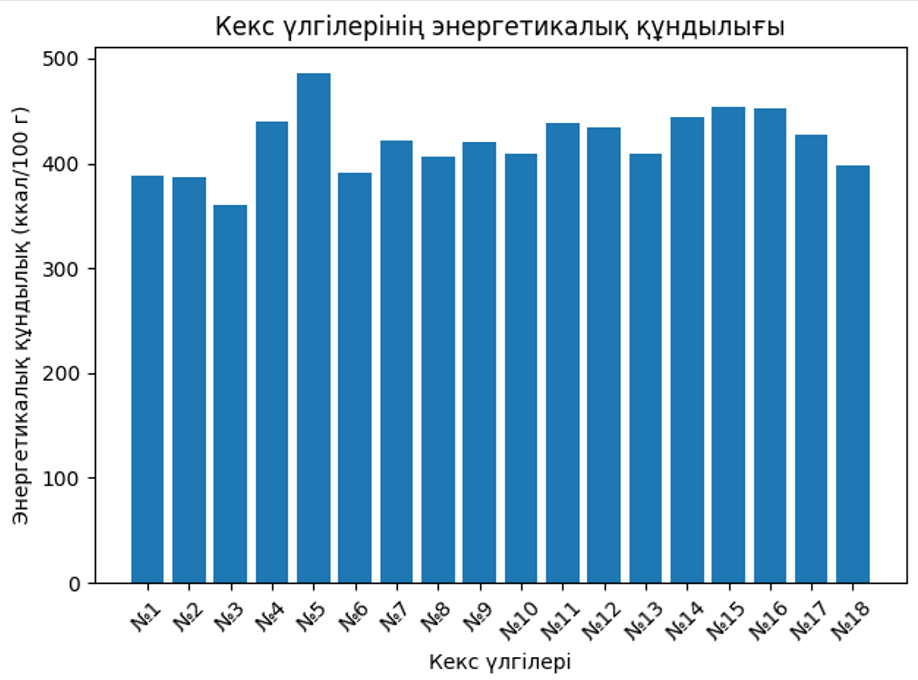 Кекс үлгілерінің энергетикалық құндылығы
Энергетикалық құндылық (ккал/100 г)
500
400
300
200
100
0
№1 №2 №3 №4 №5 №6 №7 №8 №9 №10 №11 №12 №13 №14 №15 №16 №17 №18
Кекс үлгілері